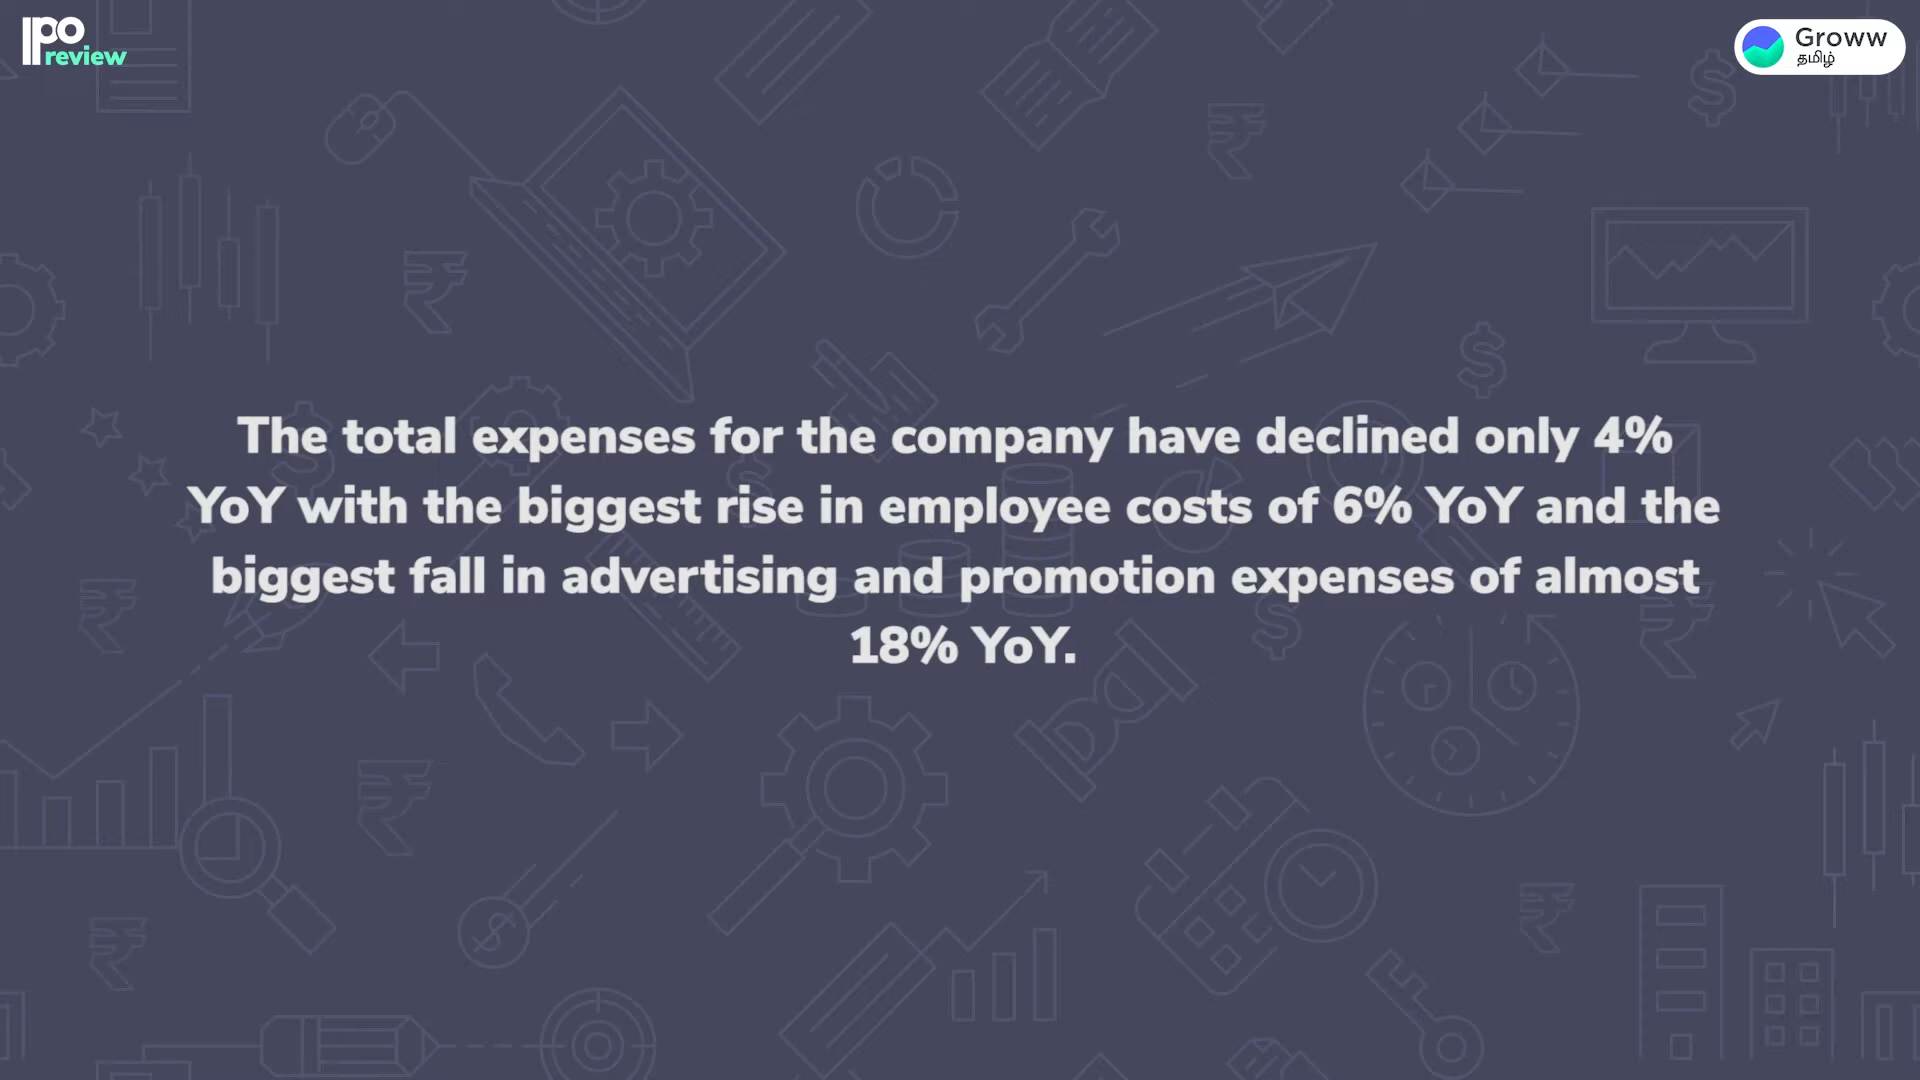 IPO
review
Groww
தமிழ்
The total expenses for the company have declined only 4%
YoY with the biggest rise in employee costs of 6% YoY and the
biggest fall in advertising and promotion expenses of almost
18% YoY.